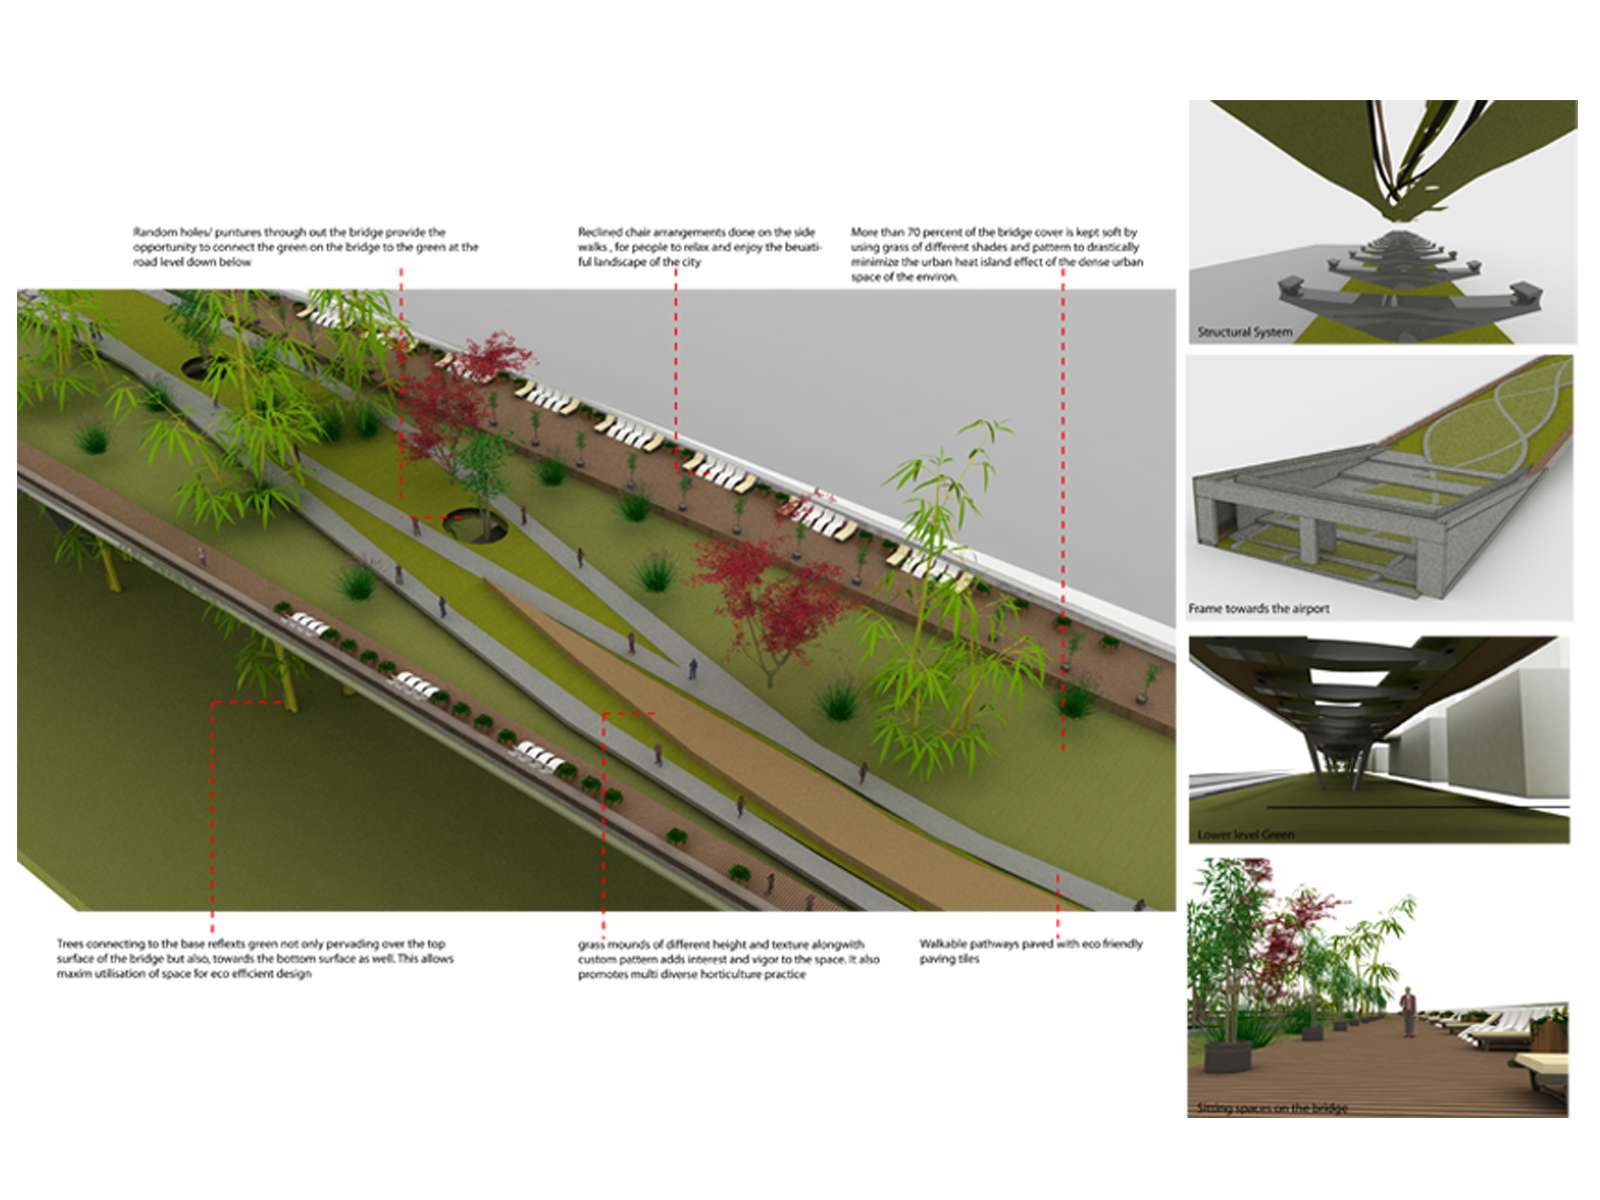 Random holes/ puntures through out the bridge provide the
opportunity to connect the green on the bridge to the green at the
road level down below
Reclined chair arrangements done on the side
walks , for people to relax and enjoy the beuati-
ful landscape of the city
More than 70 percent of the bridge cover is kept soft by
using grass of different shades and pattern to drastically
minimize the urban heat island effect of the dense urban
space of the environ.
Structural System
Frame towards the airport
Lower level Green
Sitting spaces on the bridge
Trees connecting to the base reflexts green not only pervading over the top
surface of the bridge but also, towards the bottom surface as well. This allows
maxim utilisation of space for eco efficient design
grass mounds of different height and texture alongwith
custom pattern adds interest and vigor to the space. It also
promotes multi diverse horticulture practice
Walkable pathways paved with eco friendly
paving tiles